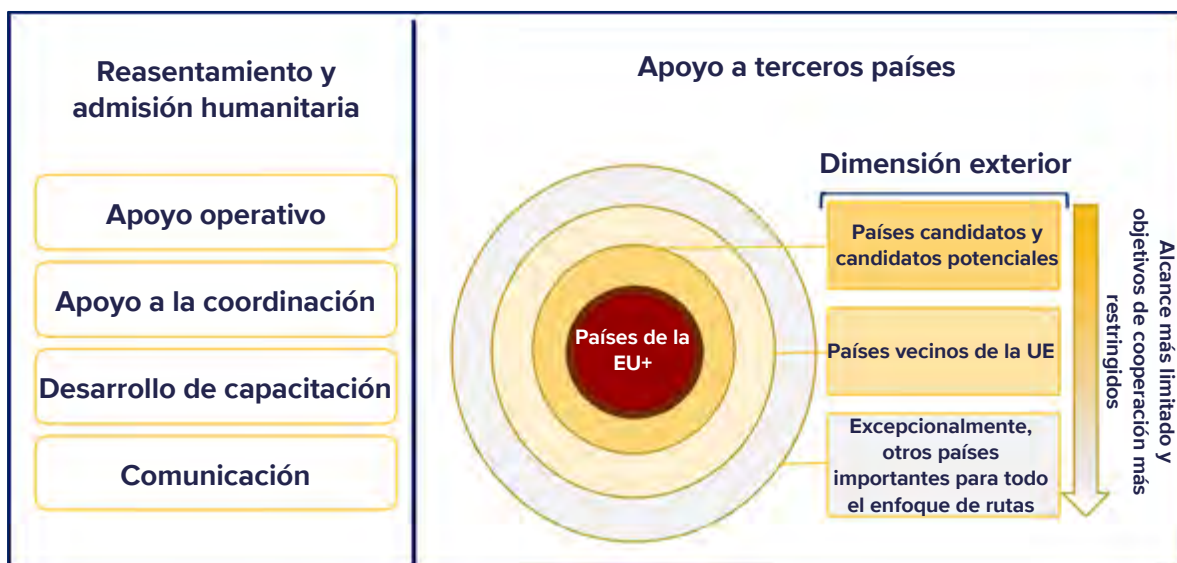 Reasentamiento y
admisión humanitaria
Apoyo operativo
Apoyo a la coordinación
Desarrollo de capacitación
Comunicación
Apoyo a terceros países
Países de la
EU+
Dimensión exterior
Países candidatos y
candidatos potenciales
Países vecinos de la UE
Excepcionalmente,
otros países
importantes para todo
el enfoque de rutas
Alcance más limitado y
objetivos de cooperación más
restringidos